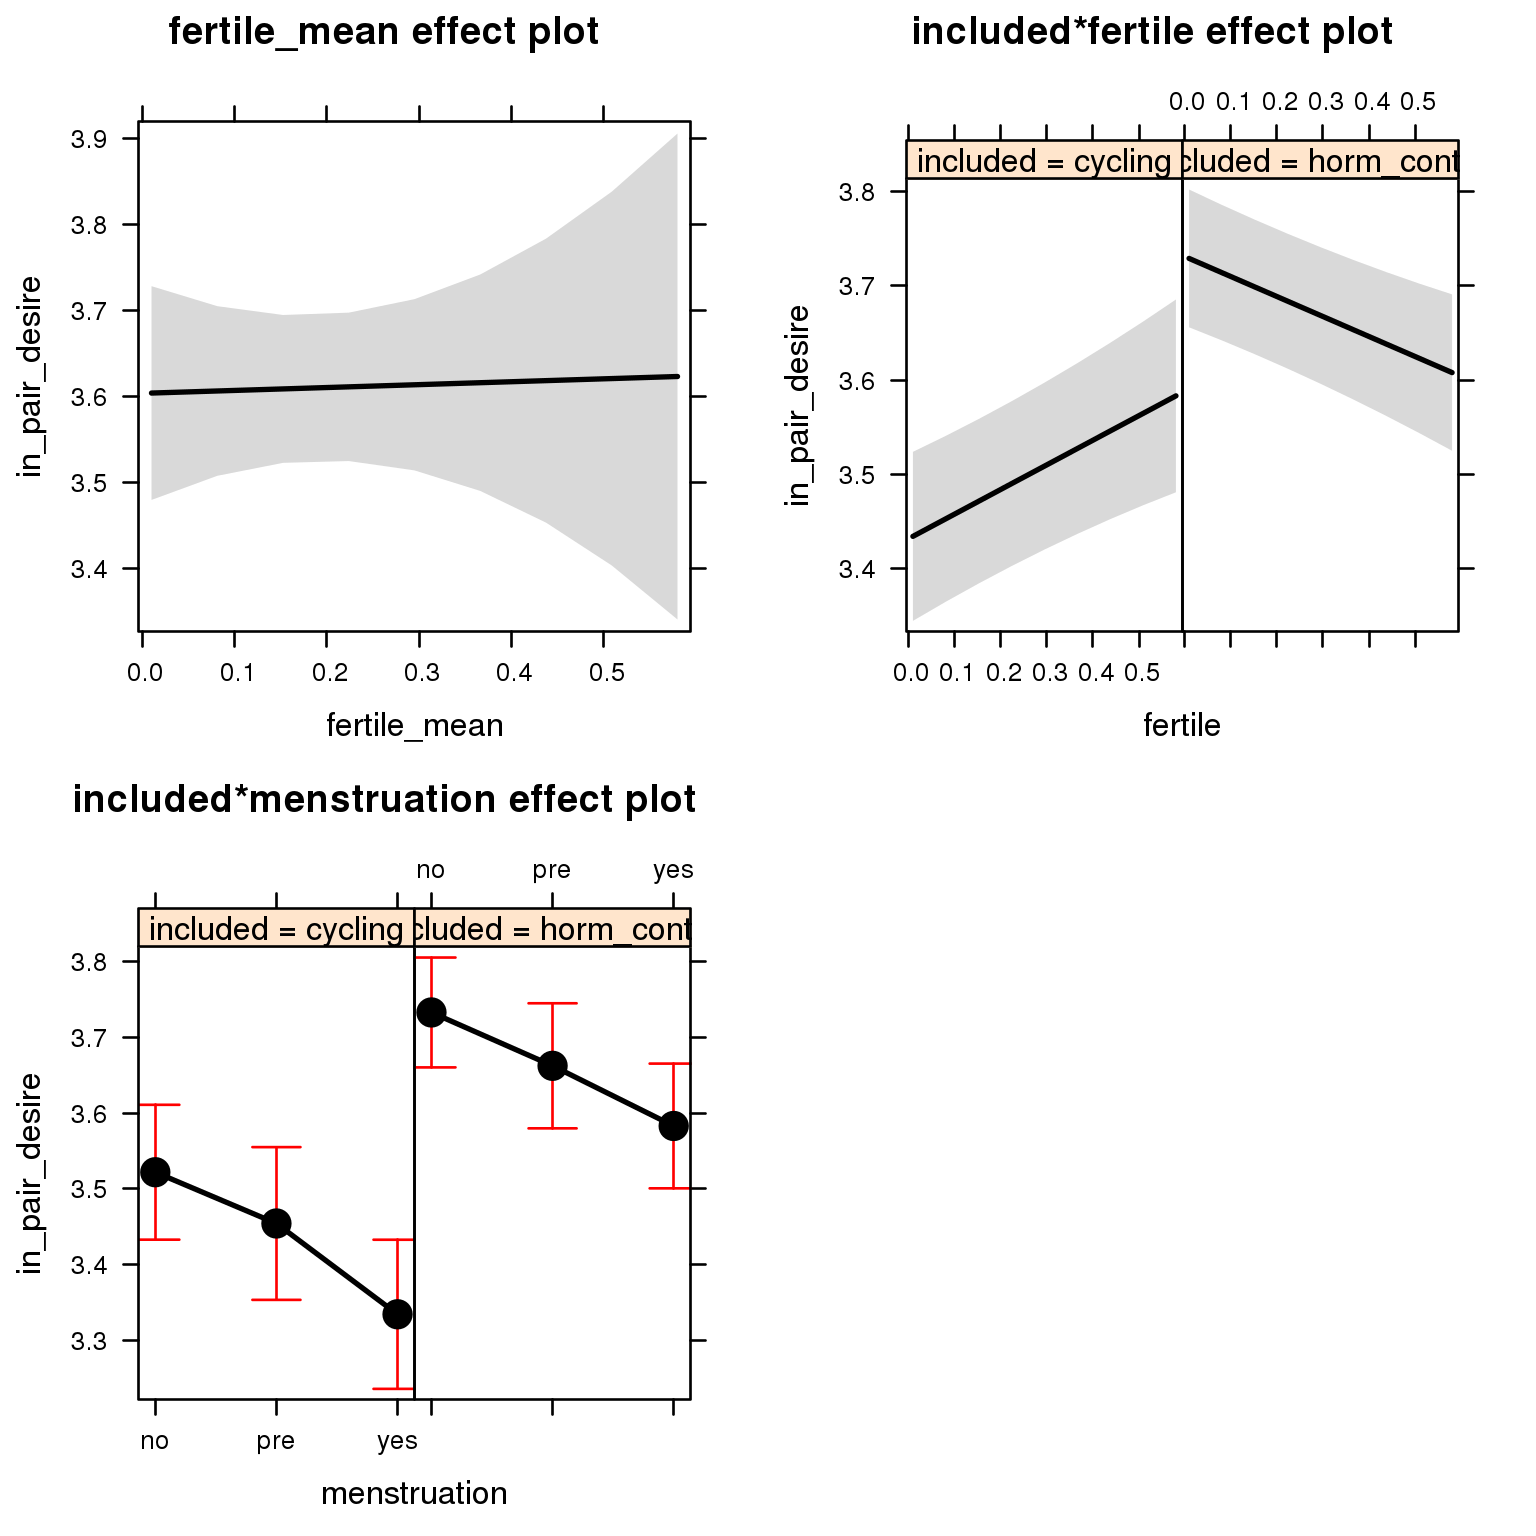 fertile_mean effect plot
3.9
3.8
3.7
3.6
3.5
3.4
in_pair_desire
0.0 0.1 0.2 0.3 0.4 0.5
fertile_mean
included*fertile effect plot
0.0 0.1 0.2 0.3 0.4 0.5
included = cycling cluded = horm_cont
3.8
3.7
3.6
3.5
3.4
in_pair_desire
0.0 0.1 0.2 0.3 0.4 0.5
fertile
included*menstruation effect plot
no pre yes
included = cycling cluded = horm_cont
3.8
3.7
3.6
3.5
3.4
3.3
in_pair_desire
no pre yes
menstruation